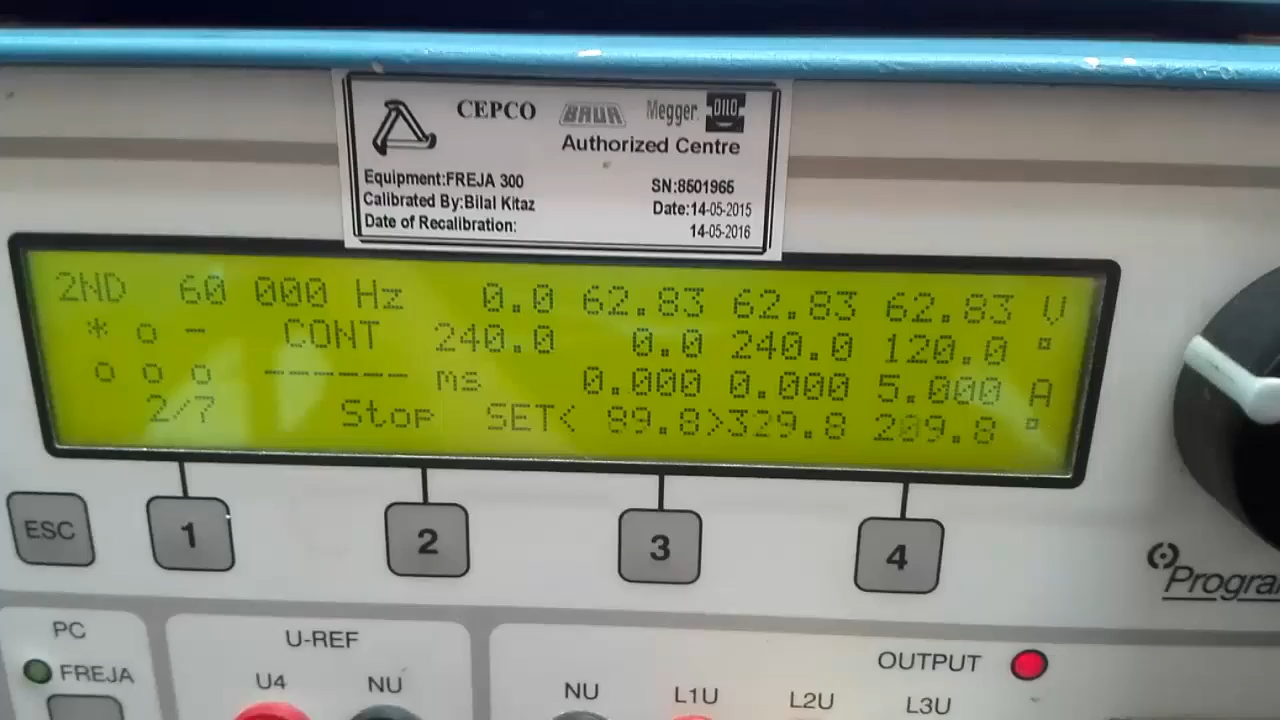 CEPCO BAUR Megger. DILO
Authorized Centre
Equipment:FREJA 300 SN:8501965
Calibrated By:Bilal Kitaz Date:14-05-2015
Date of Recalibration: 14-05-2016
2ND 60 000 Hz 0.0 62.83 62.83 62.83 V
* o - CONT 240.0 0.0 240.0 120.0 °
o o o ------ ms 0.000 0.000 5.000 A
2/7 Stop SET< 89.8>329.8 209.8 °
ESC 1 2 3 4
Progra
PC U-REF OUTPUT
FREJA U4 NU NU L1U L2U L3U